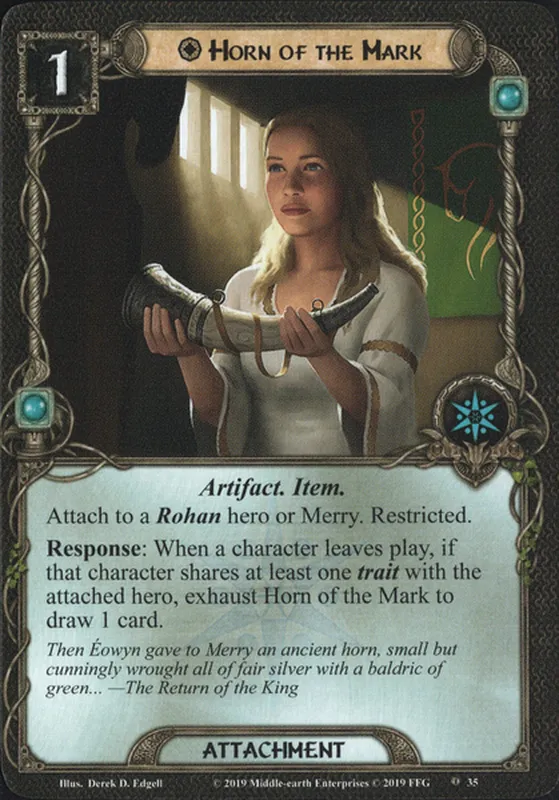 1
HORN OF THE MARK
Artifact. Item.
Attach to a Rohan hero or Merry. Restricted.
Response: When a character leaves play, if
that character shares at least one trait with the
attached hero, exhaust Horn of the Mark to
draw 1 card.
Then Éowyn gave to Merry an ancient horn, small but
cunningly wrought all of fair silver with a baldric of
green... —The Return of the King
ATTACHMENT
Illus. Derek D. Edgell © 2019 Middle-earth Enterprises © 2019 FFG 35